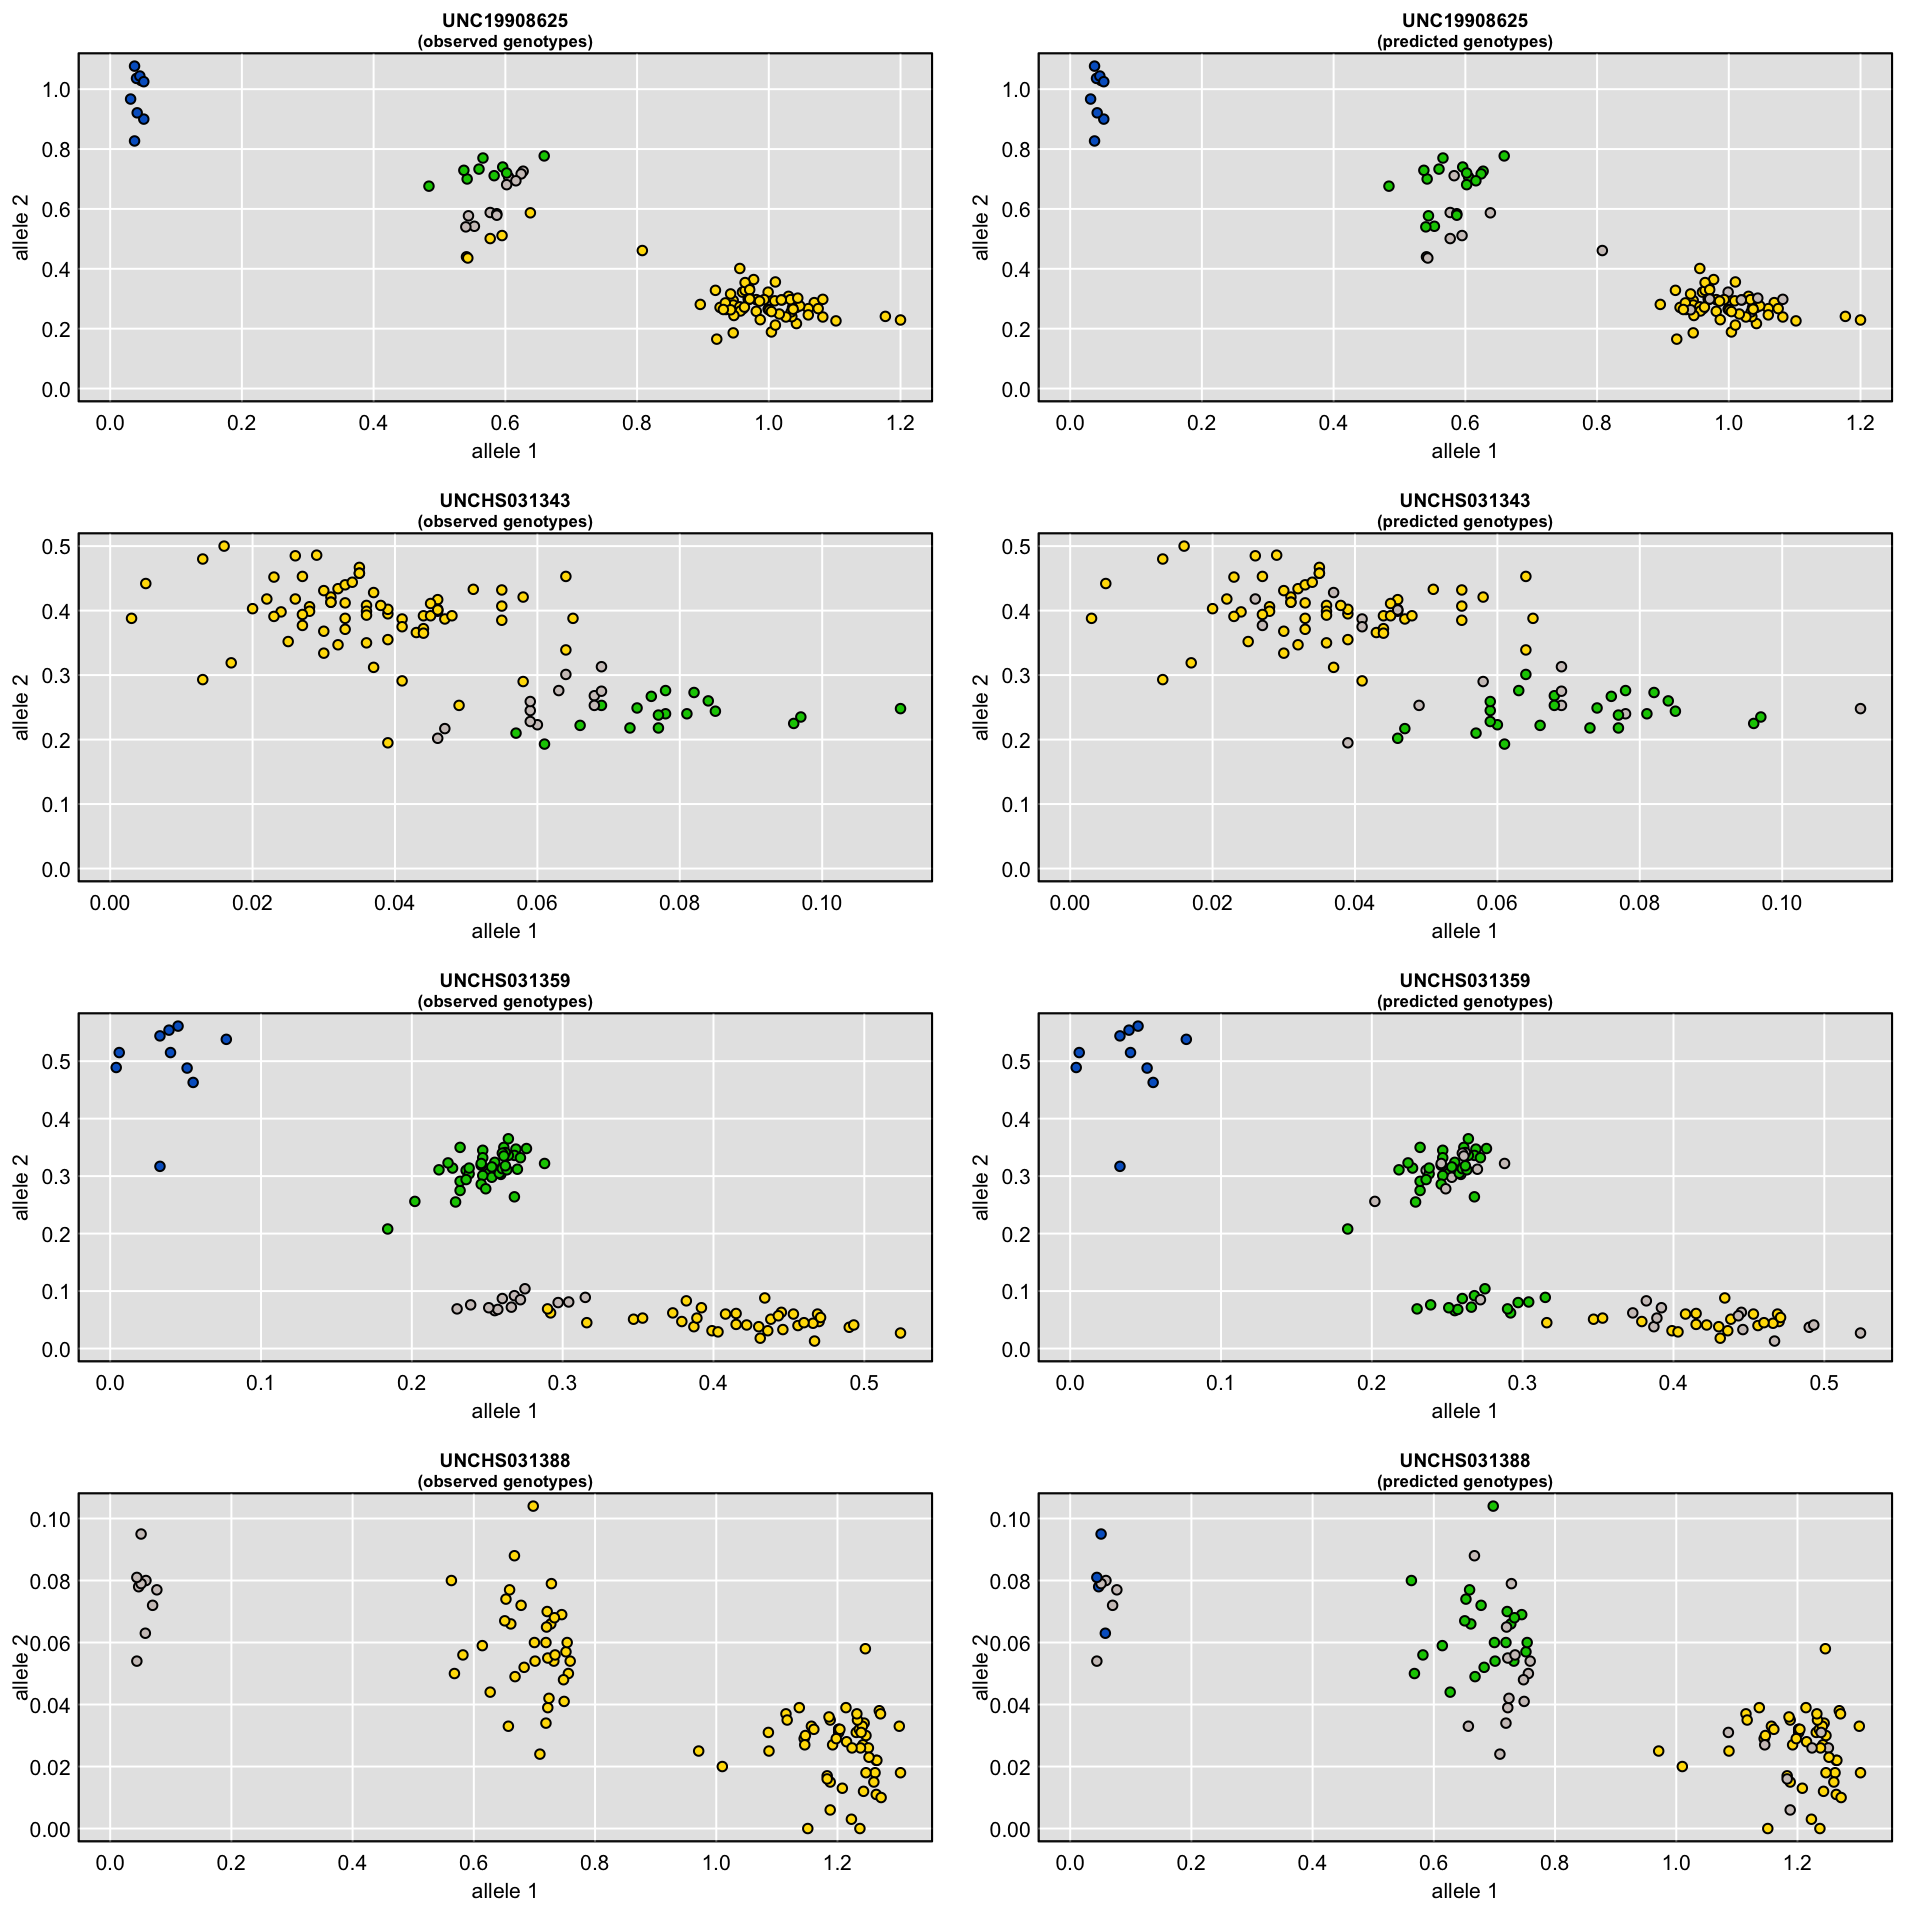 UNC19908625
(observed genotypes)
1.0
0.8
0.6
0.4
0.2
0.0
allele 2
0.0 0.2 0.4 0.6 0.8 1.0 1.2
allele 1
UNC19908625
(predicted genotypes)
1.0
0.8
0.6
0.4
0.2
0.0
allele 2
0.0 0.2 0.4 0.6 0.8 1.0 1.2
allele 1
UNCHS031343
(observed genotypes)
0.5
0.4
0.3
0.2
0.1
0.0
allele 2
0.00 0.02 0.04 0.06 0.08 0.10
allele 1
UNCHS031343
(predicted genotypes)
0.5
0.4
0.3
0.2
0.1
0.0
allele 2
0.00 0.02 0.04 0.06 0.08 0.10
allele 1
UNCHS031359
(observed genotypes)
0.5
0.4
0.3
0.2
0.1
0.0
allele 2
0.0 0.1 0.2 0.3 0.4 0.5
allele 1
UNCHS031359
(predicted genotypes)
0.5
0.4
0.3
0.2
0.1
0.0
allele 2
0.0 0.1 0.2 0.3 0.4 0.5
allele 1
UNCHS031388
(observed genotypes)
0.10
0.08
0.06
0.04
0.02
0.00
allele 2
0.0 0.2 0.4 0.6 0.8 1.0 1.2
allele 1
UNCHS031388
(predicted genotypes)
0.10
0.08
0.06
0.04
0.02
0.00
allele 2
0.0 0.2 0.4 0.6 0.8 1.0 1.2
allele 1